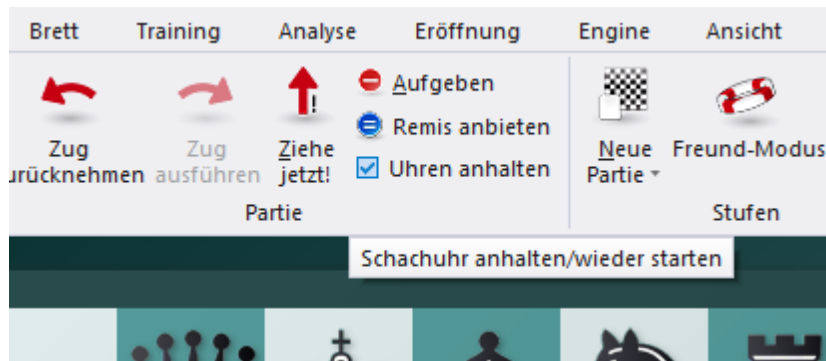 Brett Training Analyse Eröffnung Engine Ansicht
Aufgeben
Remis anbieten
Uhren anhalten
Zug
urücknehmen
Zug
ausführen
Ziehe
jetzt!
Neue
Partie
Freund-Modus
Partie
Stufen
Schachuhr anhalten/wieder starten